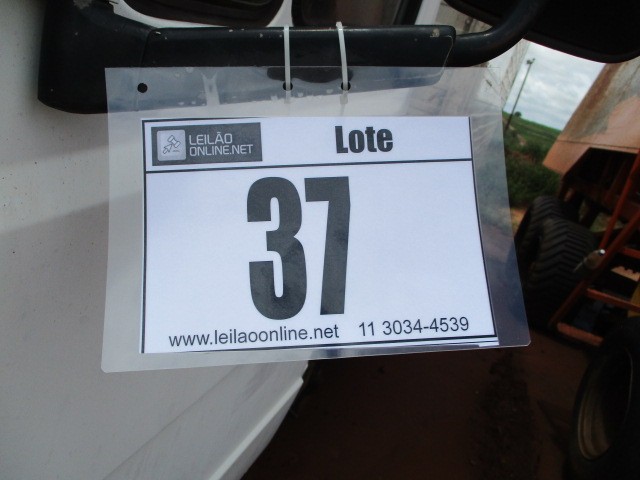 LEILÃO
ONLINE.NET
Lote
37
www.leilaoonline.net 11 3034-4539